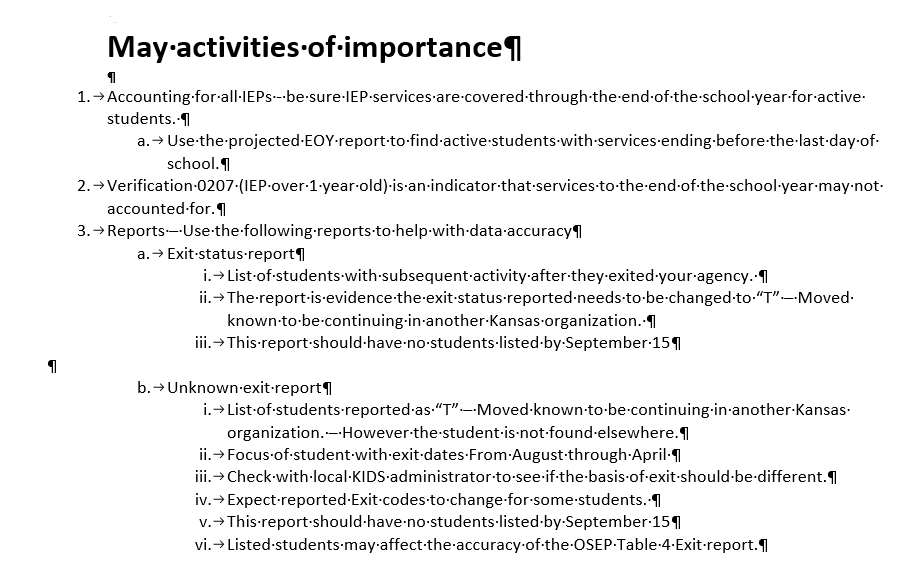 May activities of importance¶
¶
1.→Accounting for all IEPs - be sure IEP services are covered through the end of the school year for active
students. ¶
a.→Use the projected EOY report to find active students with services ending before the last day of
school.¶
2.→Verification 0207 (IEP over 1 year old) is an indicator that services to the end of the school year may not
accounted for.¶
3.→Reports – Use the following reports to help with data accuracy¶
a.→Exit status report¶
i.→List of students with subsequent activity after they exited your agency. ¶
ii.→The report is evidence the exit status reported needs to be changed to “T” – Moved
known to be continuing in another Kansas organization. ¶
iii.→This report should have no students listed by September 15¶
¶
b.→Unknown exit report¶
i.→List of students reported as “T” – Moved known to be continuing in another Kansas
organization. – However the student is not found elsewhere.¶
ii.→Focus of student with exit dates From August through April ¶
iii.→Check with local KIDS administrator to see if the basis of exit should be different.¶
iv.→Expect reported Exit codes to change for some students. ¶
v.→This report should have no students listed by September 15¶
vi.→Listed students may affect the accuracy of the OSEP Table 4 Exit report.¶